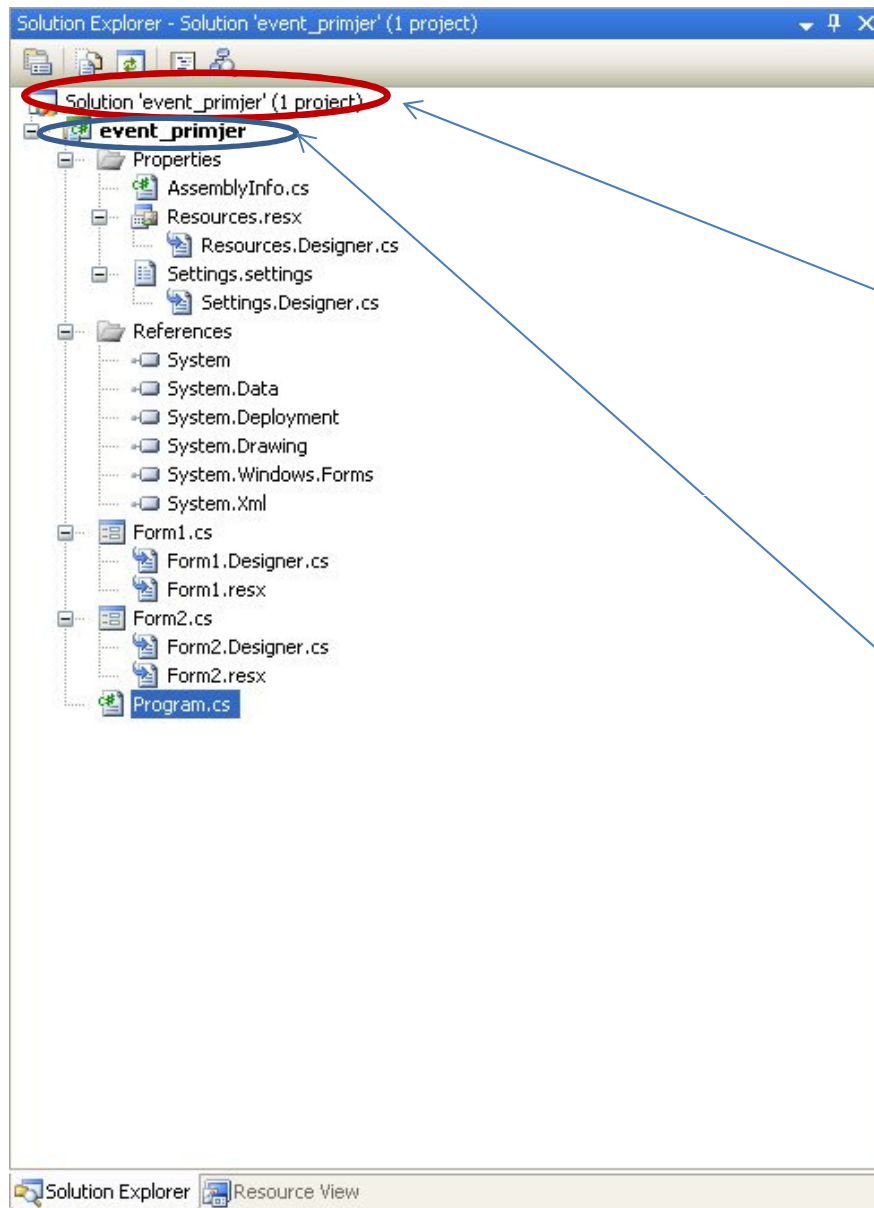 Solution Explorer - Solution 'event_primjer' (1 project)
Solution 'event_primjer' (1 project)
event_primjer
Properties
AssemblyInfo.cs
Resources.resx
Resources.Designer.cs
Settings.settings
Settings.Designer.cs
References
System
System.Data
System.Deployment
System.Drawing
System.Windows.Forms
System.Xml
Form1.cs
Form1.Designer.cs
Form1.resx
Form2.cs
Form2.Designer.cs
Form2.resx
Program.cs
Solution Explorer Resource View